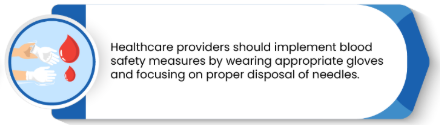 Healthcare providers should implement blood
safety measures by wearing appropriate gloves
and focusing on proper disposal of needles.